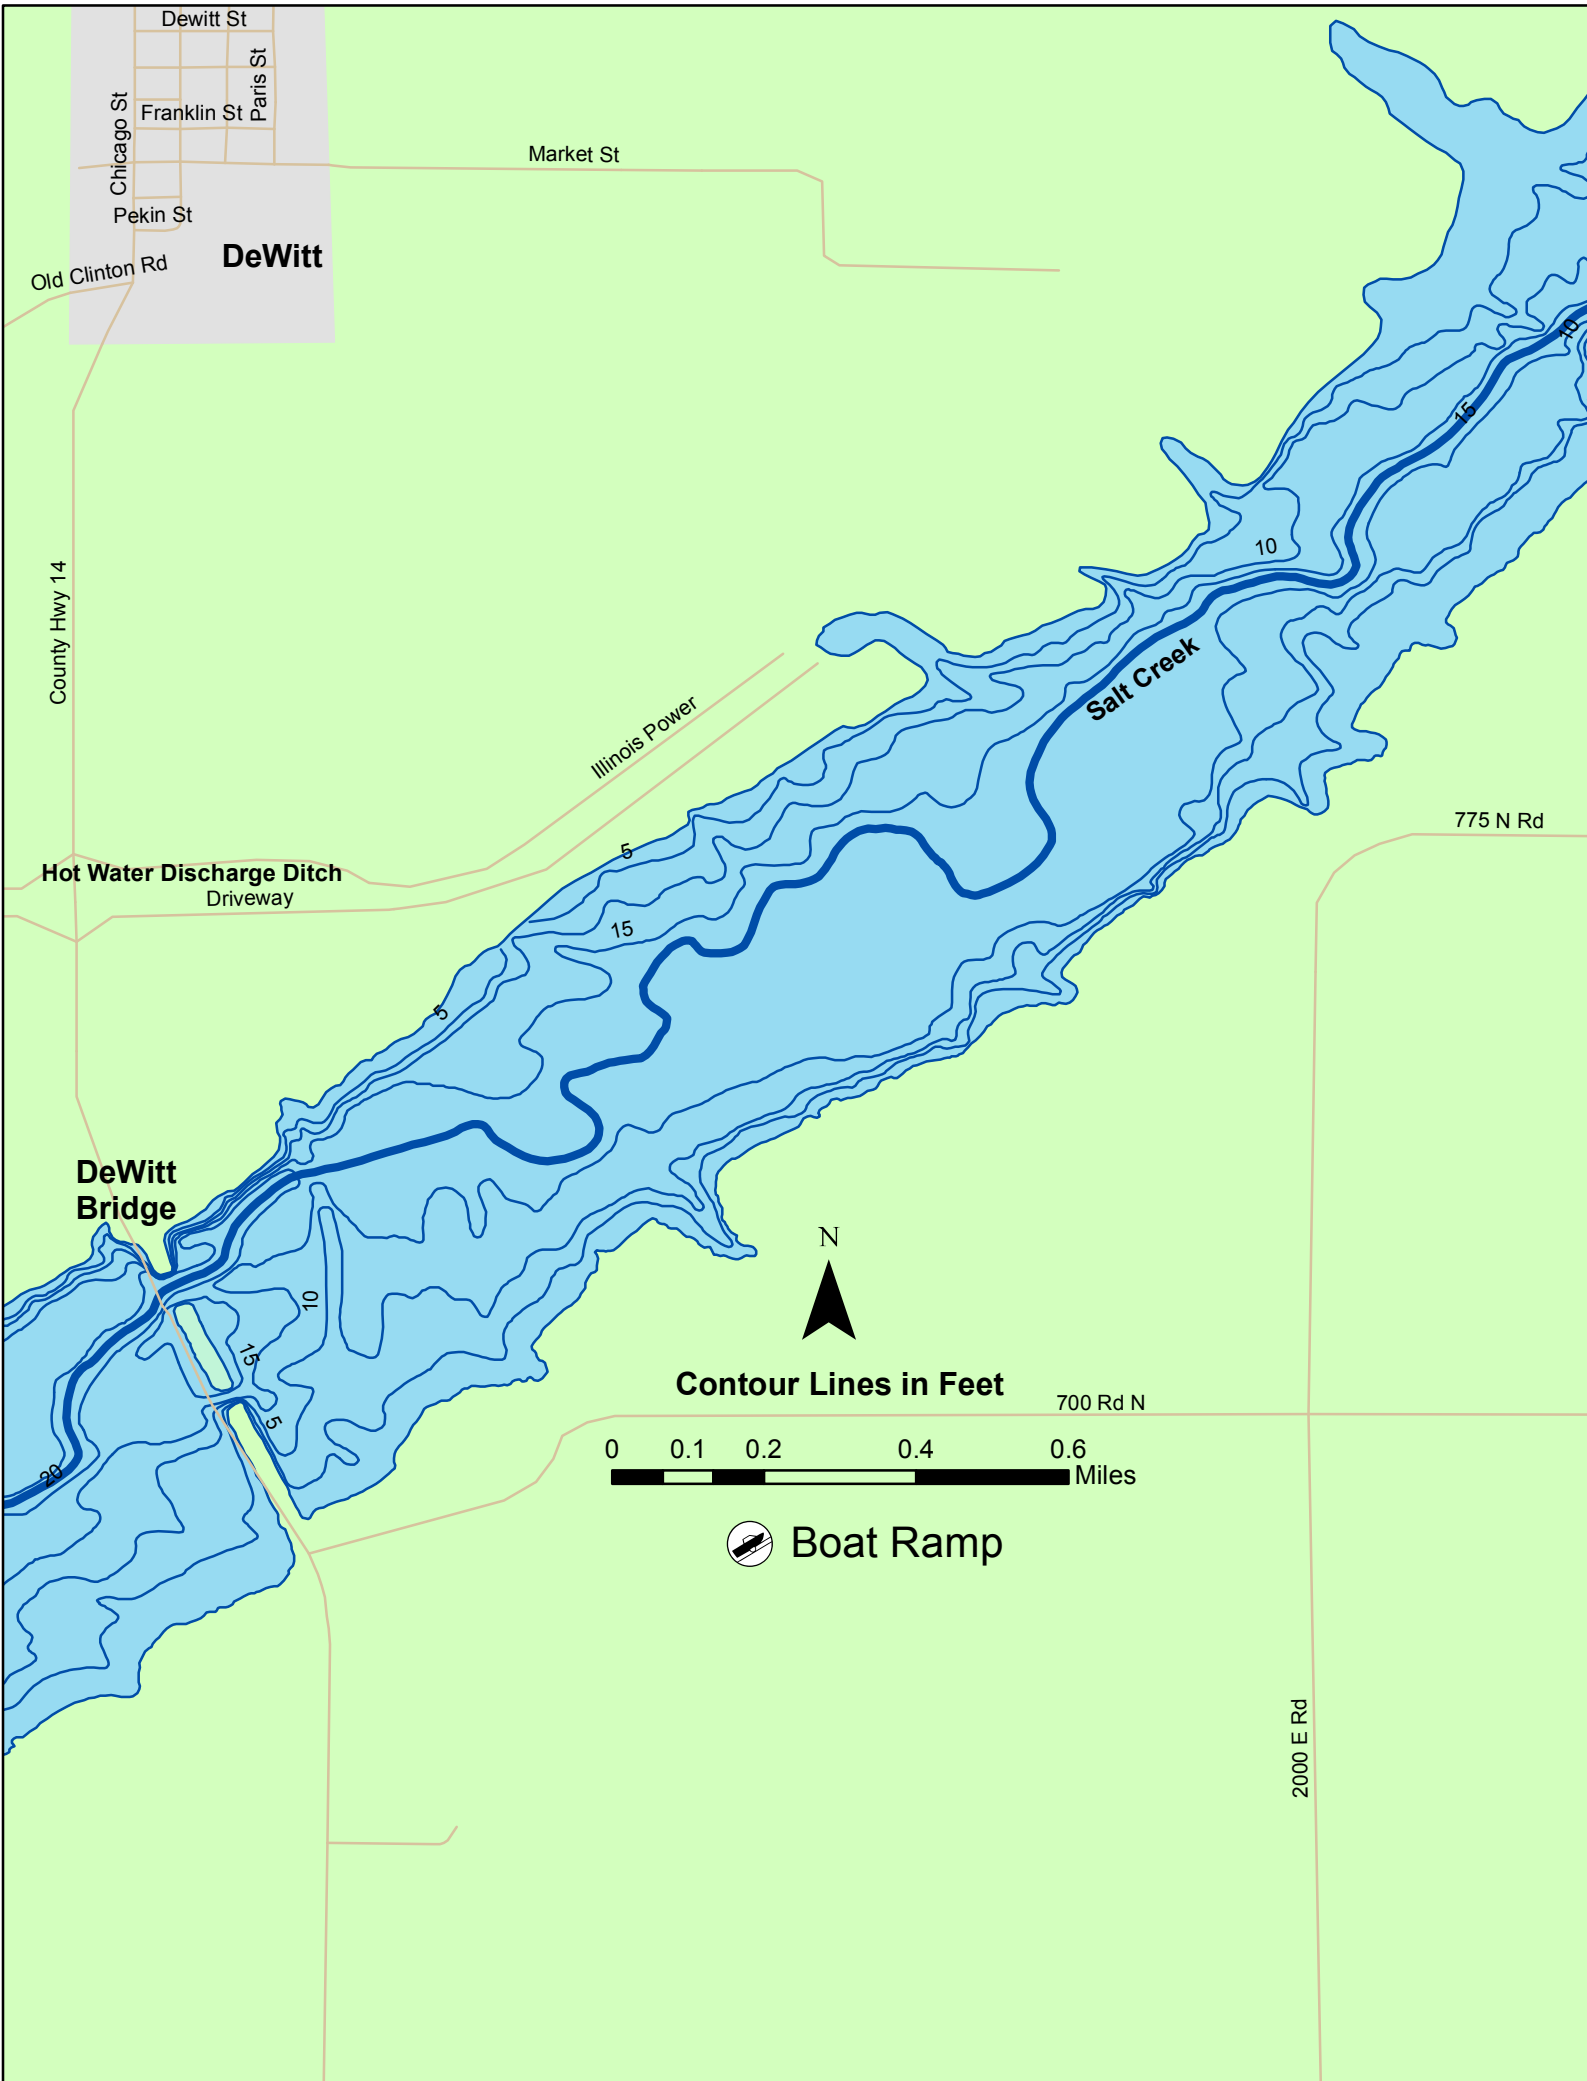 Dewitt St
Paris St
Chicago St
Franklin St
Market St
Pekin St
DeWitt
Old Clinton Rd
10
15
10
County Hwy 14
Salt Creek
Illinois Power
775 N Rd
5
Hot Water Discharge Ditch
Driveway
15
5
DeWitt
Bridge
N
10
15
Contour Lines in Feet
700 Rd N
5
0 0.1 0.2 0.4 0.6
Miles
20
Boat Ramp
2000 E Rd